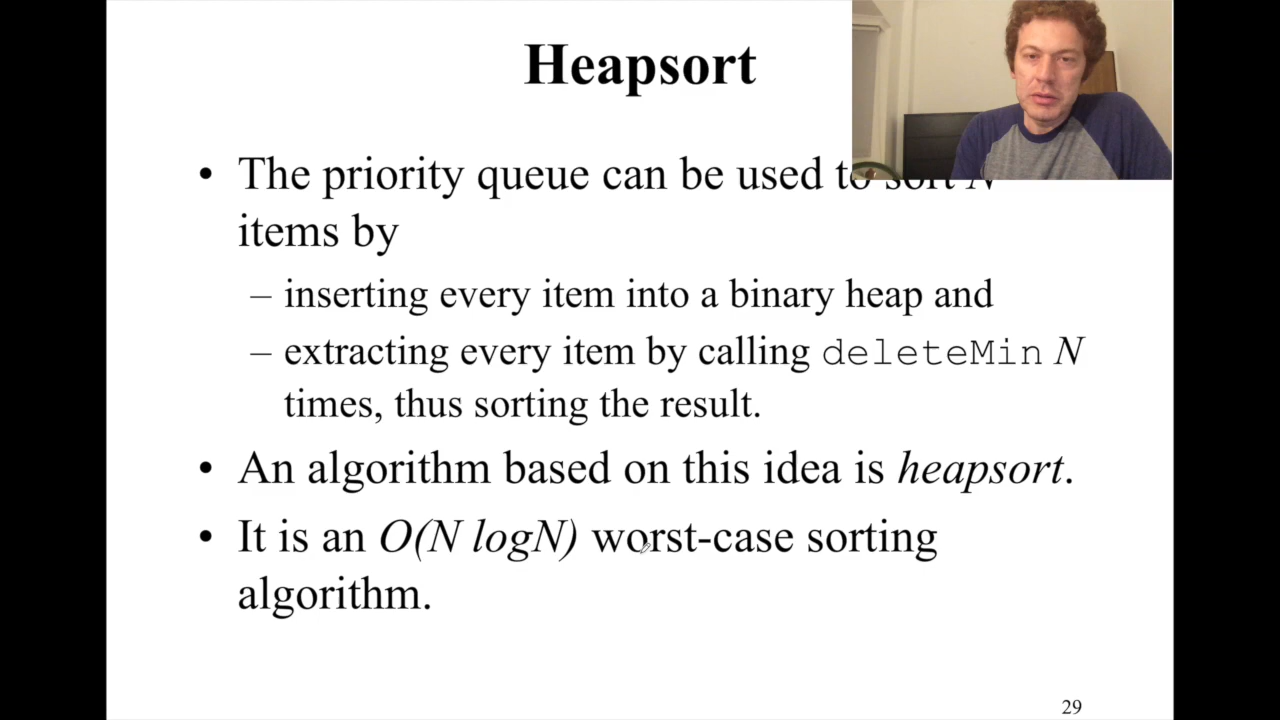 Heapsort
• The priority queue can be used to sort N
items by
– inserting every item into a binary heap and
– extracting every item by calling deleteMin N
times, thus sorting the result.
• An algorithm based on this idea is heapsort.
• It is an O(N logN) worst-case sorting
algorithm.
29